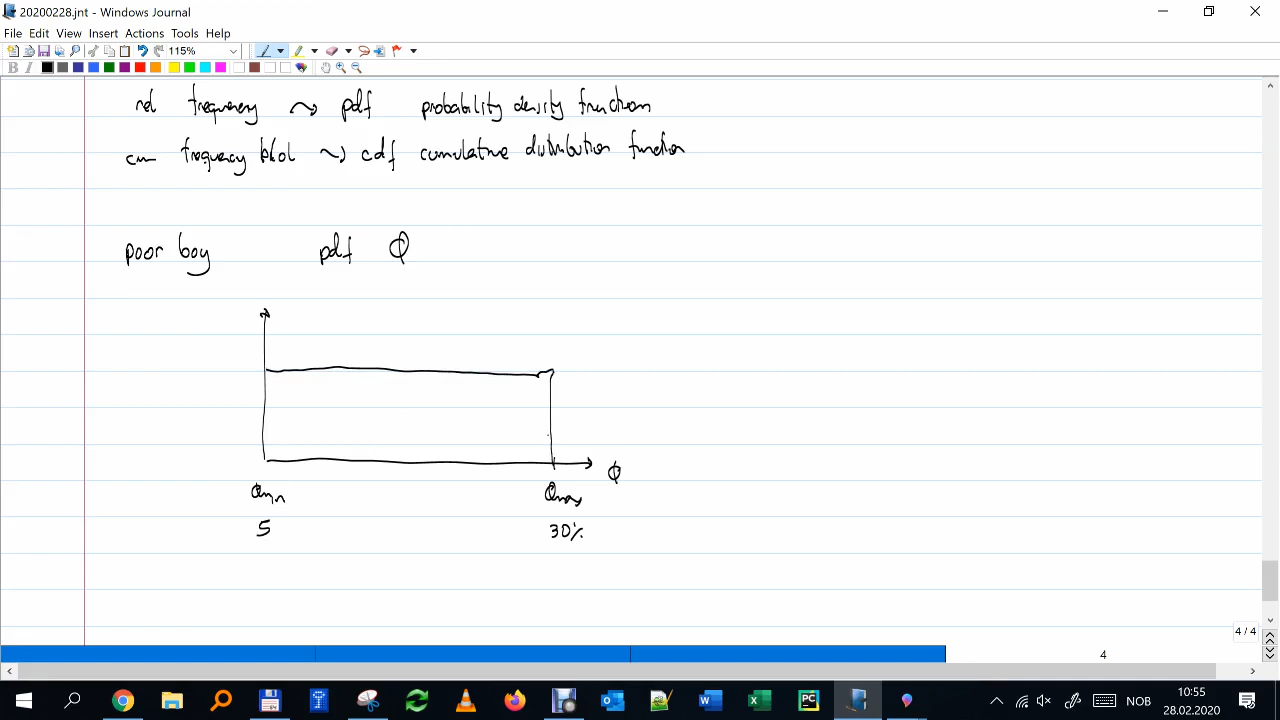 20200228.jnt - Windows Journal
File Edit View Insert Actions Tools Help
115%
B I
rel frequency ~> pdf probability density function
cum frequency plot ~> cdf cumulative distribution function
poor boy pdf Φ
Φ
Φmin Φmax
5 30%
4 / 4
4
NOB
10:55
28.02.2020